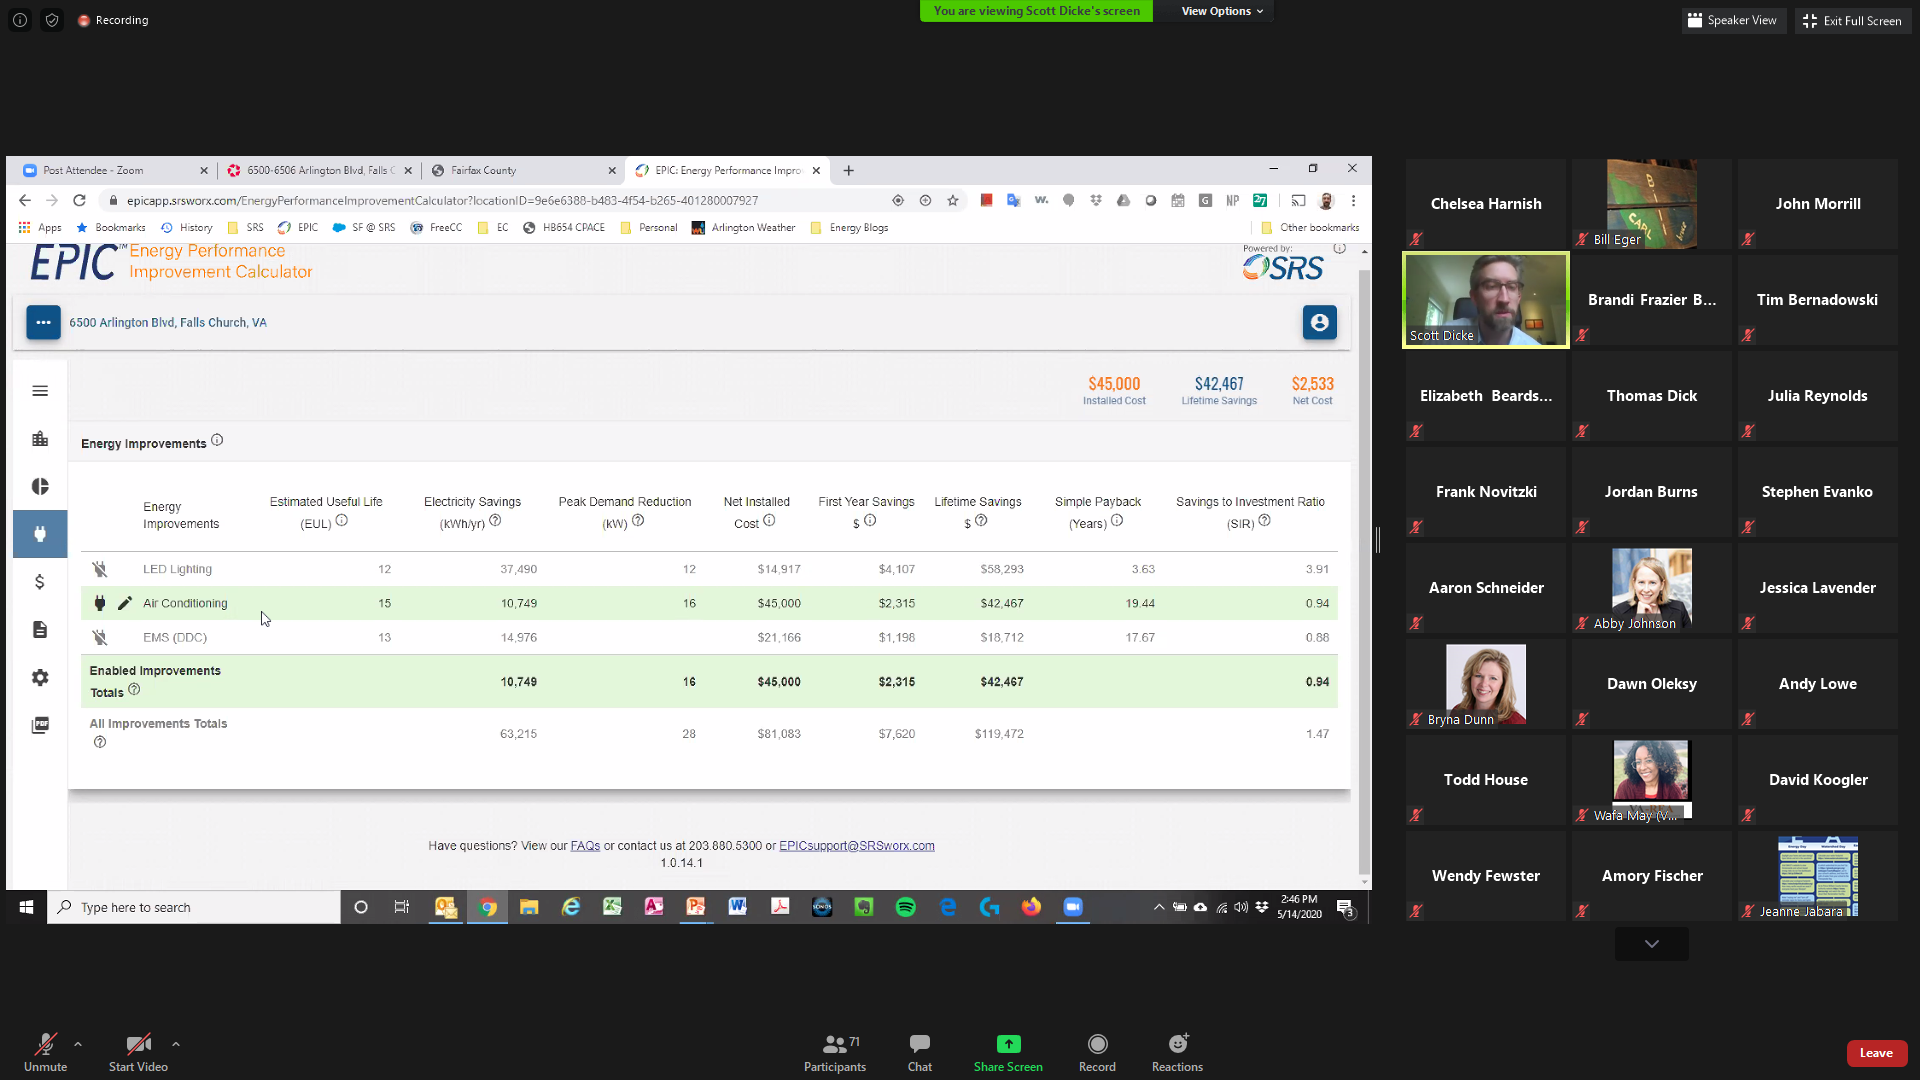 Recording
You are viewing Scott Dicke's screen
View Options
Speaker View
Exit Full Screen
Post Attendee - Zoom
6500-6506 Arlington Blvd, Falls C
Fairfax County
EPIC: Energy Performance Impro
epicapp.srsworx.com/EnergyPerformanceImprovementCalculator?locationID=9e6e6388-b483-4f54-b265-401280007927
Apps
Bookmarks
History
SRS
EPIC
SF @ SRS
FreeCC
EC
HB654 CPACE
Personal
Arlington Weather
Energy Blogs
Other bookmarks
EPIC™ Energy Performance
Improvement Calculator
Powered by:
SRS
6500 Arlington Blvd, Falls Church, VA
$45,000 $42,467 $2,533
Installed Cost Lifetime Savings Net Cost
Energy Improvements
Energy Improvements
Estimated Useful Life (EUL)
Electricity Savings (kWh/yr)
Peak Demand Reduction (kW)
Net Installed Cost
First Year Savings $
Lifetime Savings $
Simple Payback (Years)
Savings to Investment Ratio (SIR)
LED Lighting 12 37,490 12 $14,917 $4,107 $58,293 3.63 3.91
Air Conditioning 15 10,749 16 $45,000 $2,315 $42,467 19.44 0.94
EMS (DDC) 13 14,976 $21,166 $1,198 $18,712 17.67 0.88
Enabled Improvements Totals 10,749 16 $45,000 $2,315 $42,467 0.94
All Improvements Totals 63,215 28 $81,083 $7,620 $119,472 1.47
Have questions? View our FAQs or contact us at 203.880.5300 or EPICsupport@SRSworx.com
1.0.14.1
Type here to search
2:46 PM
5/14/2020
Chelsea Harnish
Bill Eger
John Morrill
Scott Dicke
Brandi Frazier B...
Tim Bernadowski
Elizabeth Beards...
Thomas Dick
Julia Reynolds
Frank Novitzki
Jordan Burns
Stephen Evanko
Aaron Schneider
Abby Johnson
Jessica Lavender
Bryna Dunn
Dawn Oleksy
Andy Lowe
Todd House
Wafa May (V...
David Koogler
Wendy Fewster
Amory Fischer
Jeanne Jabara
Unmute
Start Video
Participants
71
Chat
Share Screen
Record
Reactions
Leave